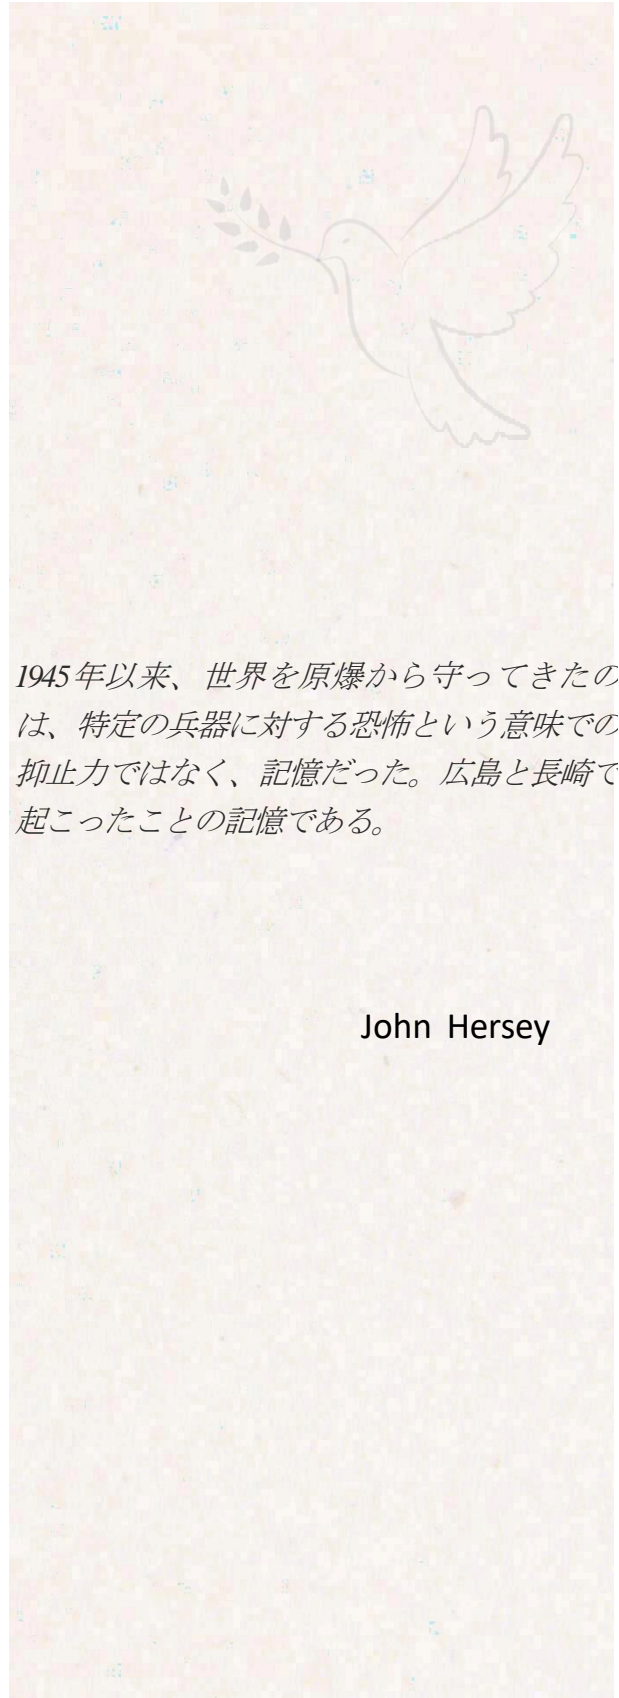 1945年以来、世界を原爆から守ってきたの
は、特定の兵器に対する恐怖という意味での
抑止力ではなく、記憶だった。広島と長崎で
起こったことの記憶である。
John Hersey